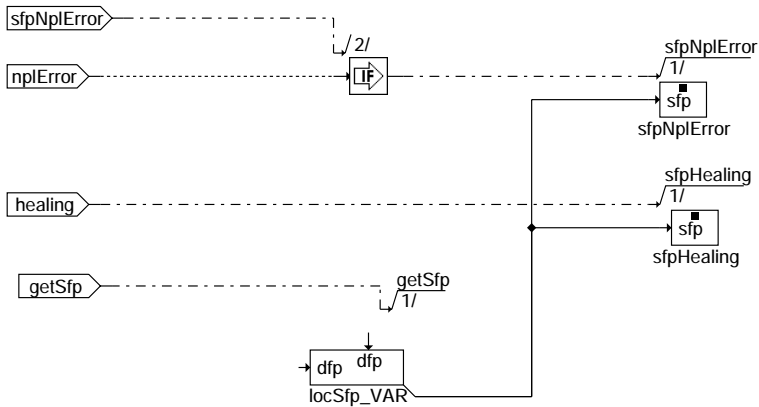 sfpNplError
2/
sfpNplError
1/
nplError
IF
sfp
sfpNplError
sfpHealing
1/
healing
sfp
sfpHealing
getSfp
getSfp
1/
dfp
dfp
locSfp_VAR